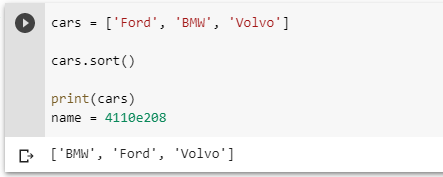 cars = ['Ford', 'BMW', 'Volvo']
cars.sort()
print(cars)
name = 4110e208
['BMW', 'Ford', 'Volvo']